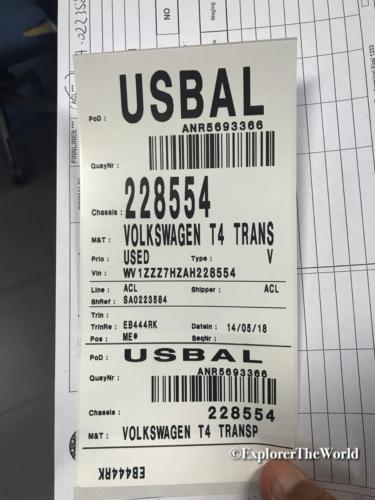 PoD : USBAL
ANR5693366
QuayNr :
Chassis : 228554
M&T: VOLKSWAGEN T4 TRANS
Prio : USED Type : V
Vin : WV1ZZZ7HZAH228554
Line : ACL Shipper : ACL
ShRef : SA0223584
Trin :
TrinRe : EB444RK Datein : 14/05/18
Pos : ME* SeqNr :
PoD : USBAL
ANR5693366
QuayNr :
Chassis : 228554
M&T: VOLKSWAGEN T4 TRANSP
EB444RK
©ExplorerTheWorld
FINNLINES ***